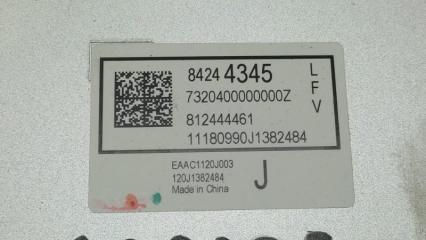 8424 4345
7320400000000Z
812444461
11180990J1382484
L
F
V
EAAC1120J003
120J1382484
Made in China
J